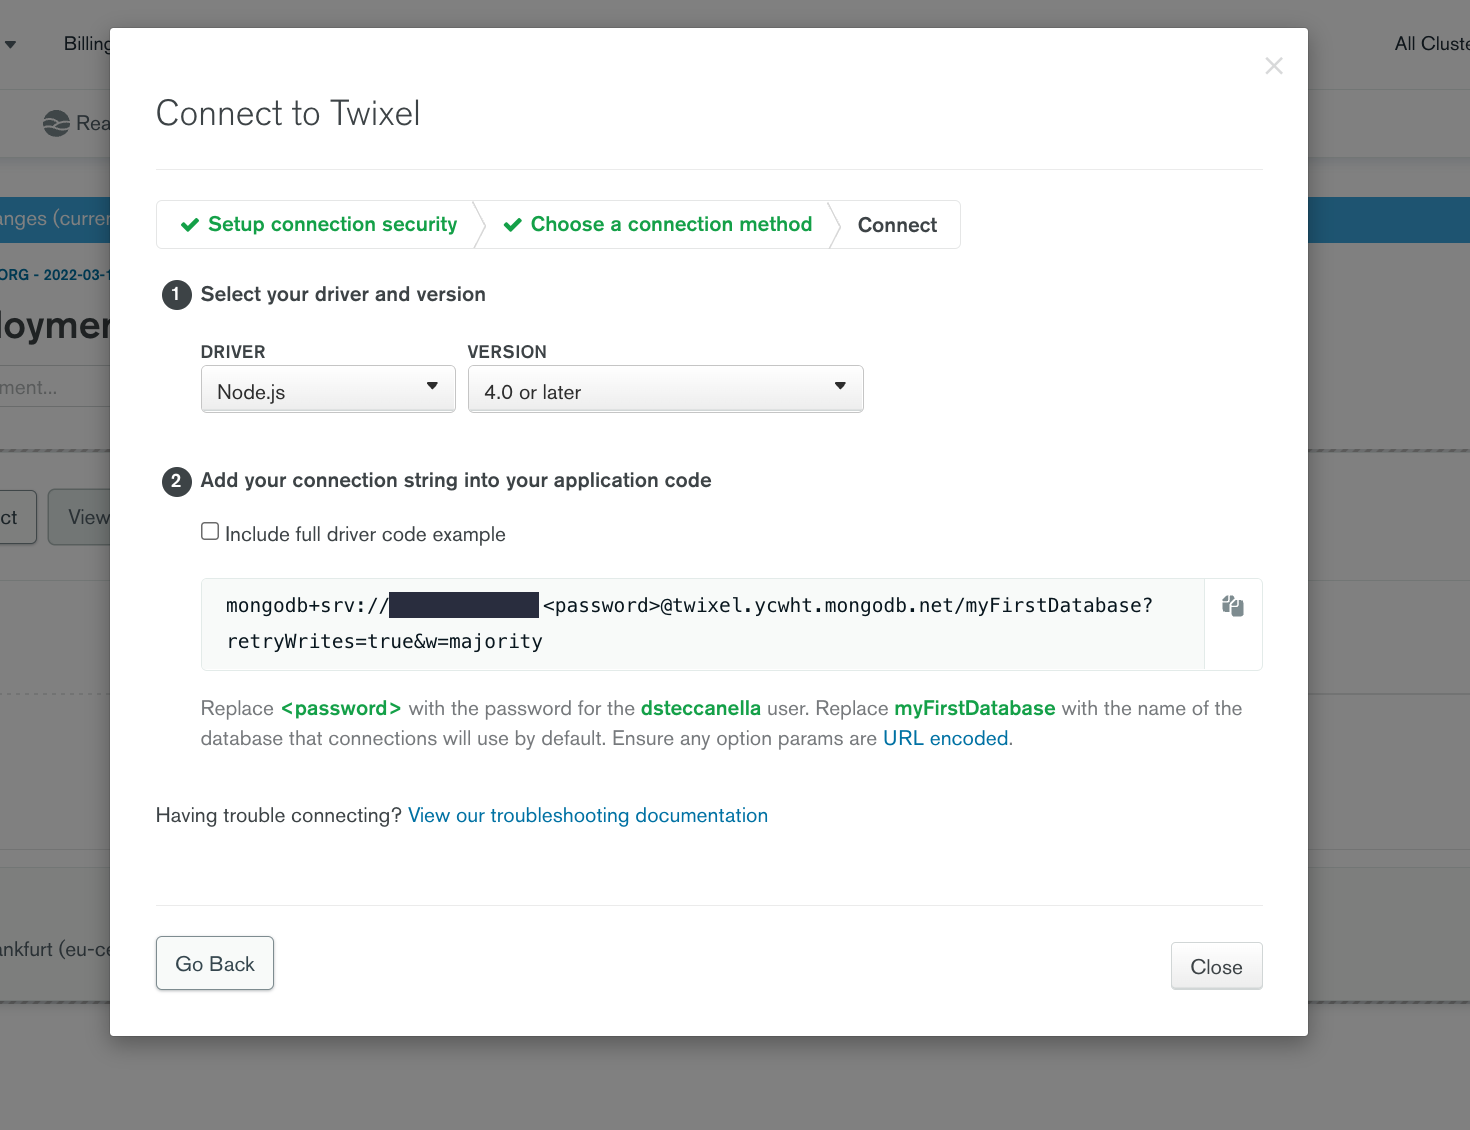 Billing
All Cluste
Rea
Connect to Twixel
Setup connection security
Choose a connection method
Connect
anges (currer
ORG - 2022-03-1
loymer
1 Select your driver and version
DRIVER
VERSION
ment...
Node.js
4.0 or later
2 Add your connection string into your application code
ct
View
Include full driver code example
mongodb+srv://<password>@twixel.ycwht.mongodb.net/myFirstDatabase?
retryWrites=true&w=majority
Replace <password> with the password for the dsteccanella user. Replace myFirstDatabase with the name of the
database that connections will use by default. Ensure any option params are URL encoded.
Having trouble connecting? View our troubleshooting documentation
ankfurt (eu-ce
Go Back
Close